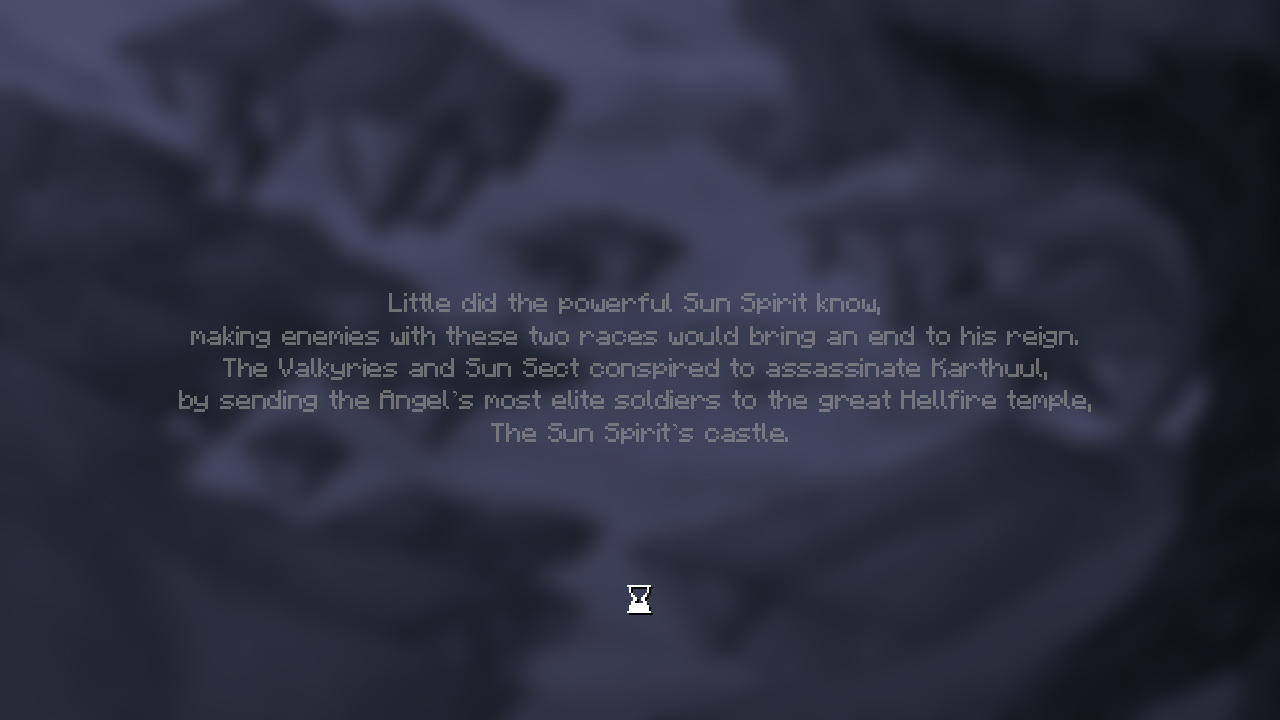 Little did the powerful Sun Spirit know,
making enemies with these two races would bring an end to his reign.
The Valkyries and Sun Sect conspired to assassinate Karthuul,
by sending the Angel's most elite soldiers to the great Hellfire temple,
The Sun Spirit's castle.